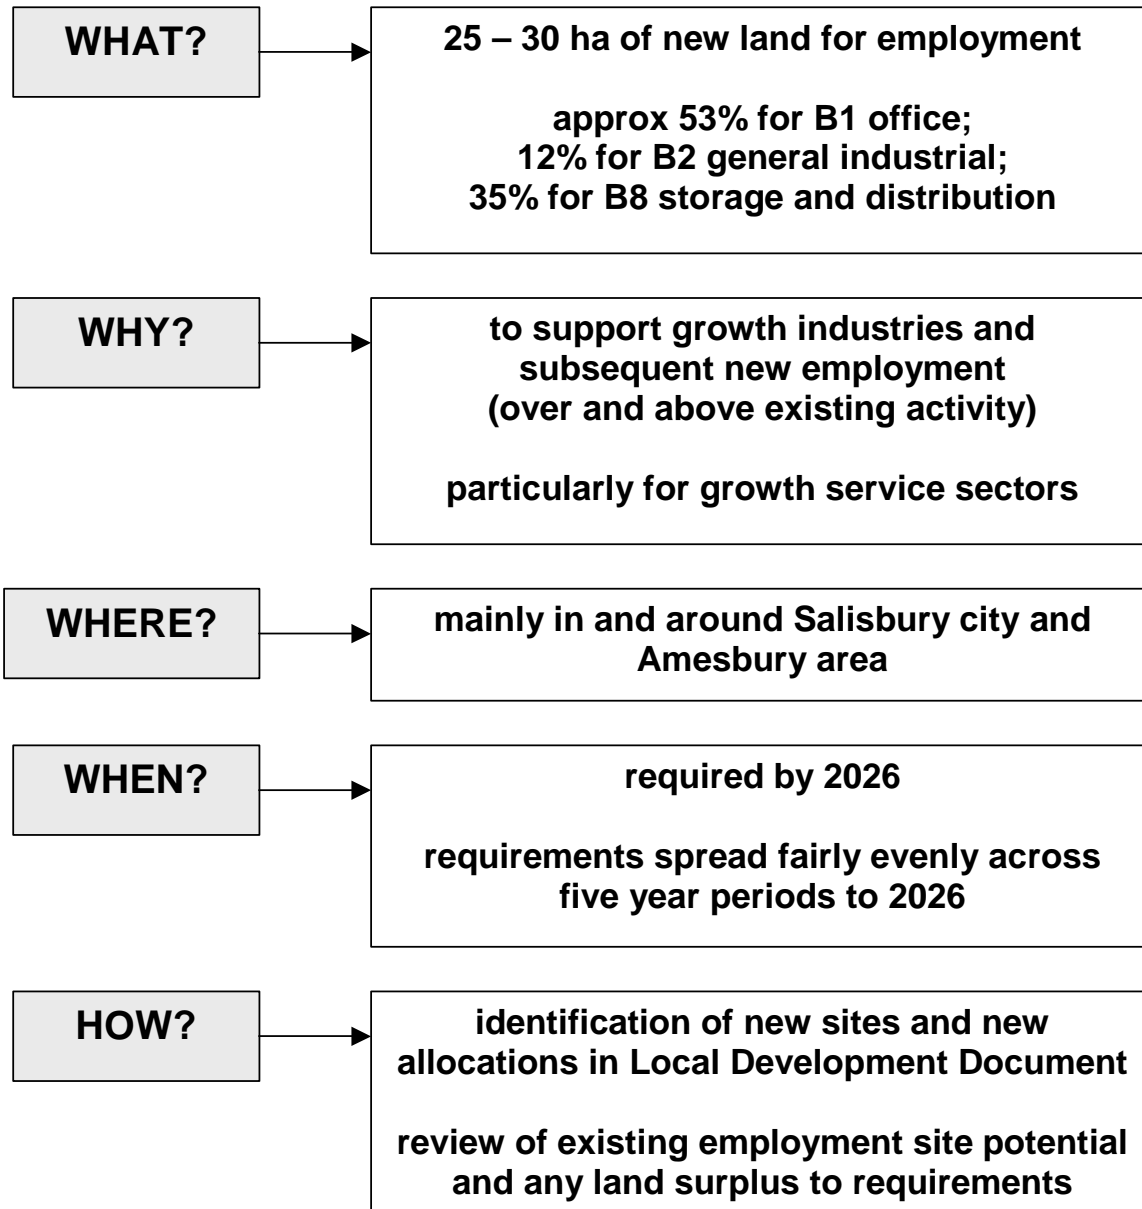 WHAT?
25 – 30 ha of new land for employment
approx 53% for B1 office;
12% for B2 general industrial;
35% for B8 storage and distribution
WHY?
to support growth industries and
subsequent new employment
(over and above existing activity)
particularly for growth service sectors
WHERE?
mainly in and around Salisbury city and
Amesbury area
WHEN?
required by 2026
requirements spread fairly evenly across
five year periods to 2026
HOW?
identification of new sites and new
allocations in Local Development Document
review of existing employment site potential
and any land surplus to requirements